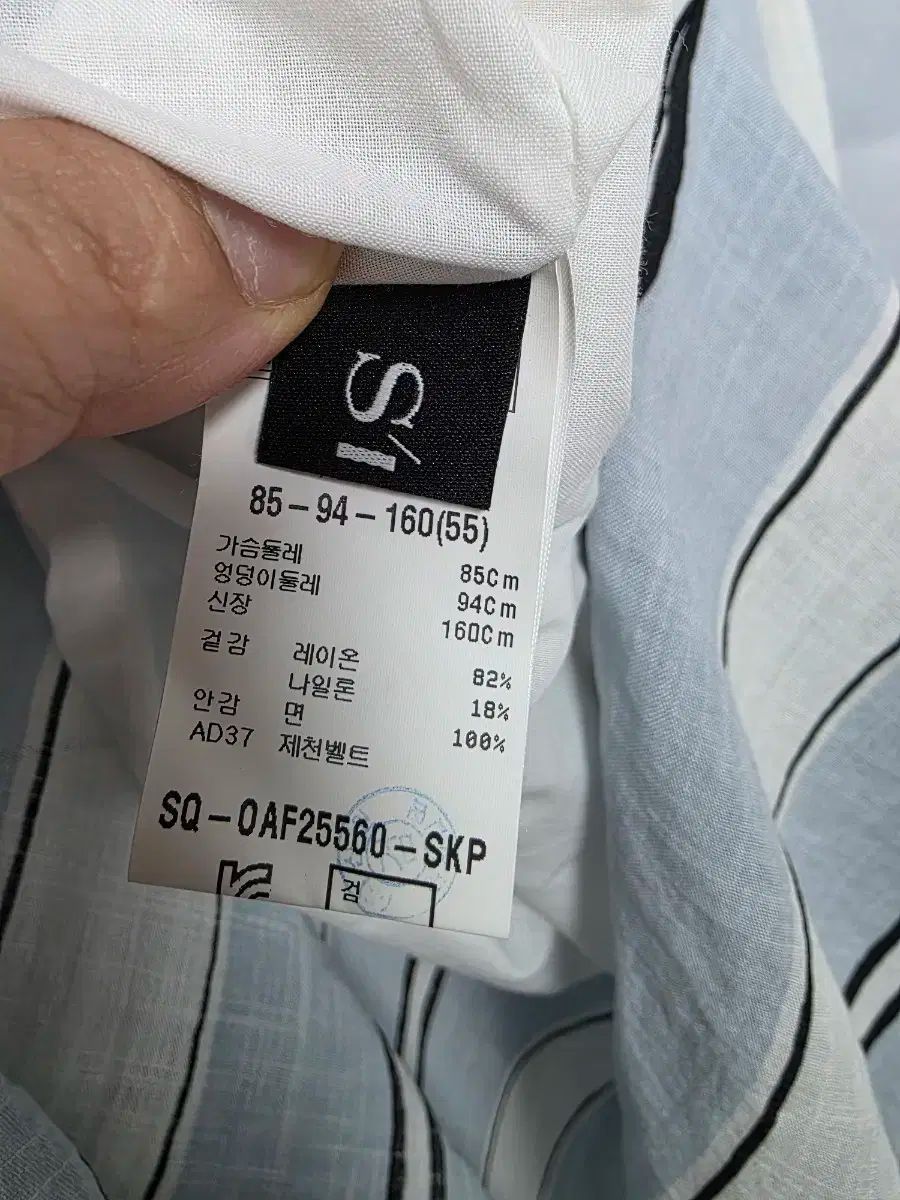 S
85-94-160(55)
가슴둘레 85Cm
엉덩이둘레 94Cm
신장 160Cm
겉감 레이온 82%
나일론 18%
안감 면 100%
AD37 제천벨트
SQ-OAF25560-SKP
검